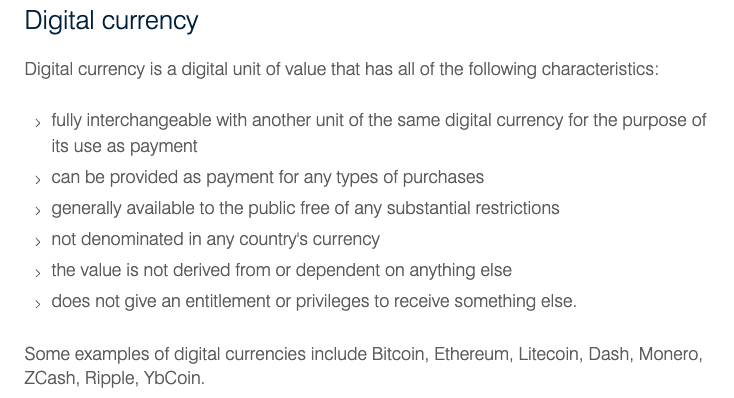 Digital currency
Digital currency is a digital unit of value that has all of the following characteristics:
› fully interchangeable with another unit of the same digital currency for the purpose of
its use as payment
› can be provided as payment for any types of purchases
› generally available to the public free of any substantial restrictions
› not denominated in any country's currency
› the value is not derived from or dependent on anything else
› does not give an entitlement or privileges to receive something else.
Some examples of digital currencies include Bitcoin, Ethereum, Litecoin, Dash, Monero,
ZCash, Ripple, YbCoin.